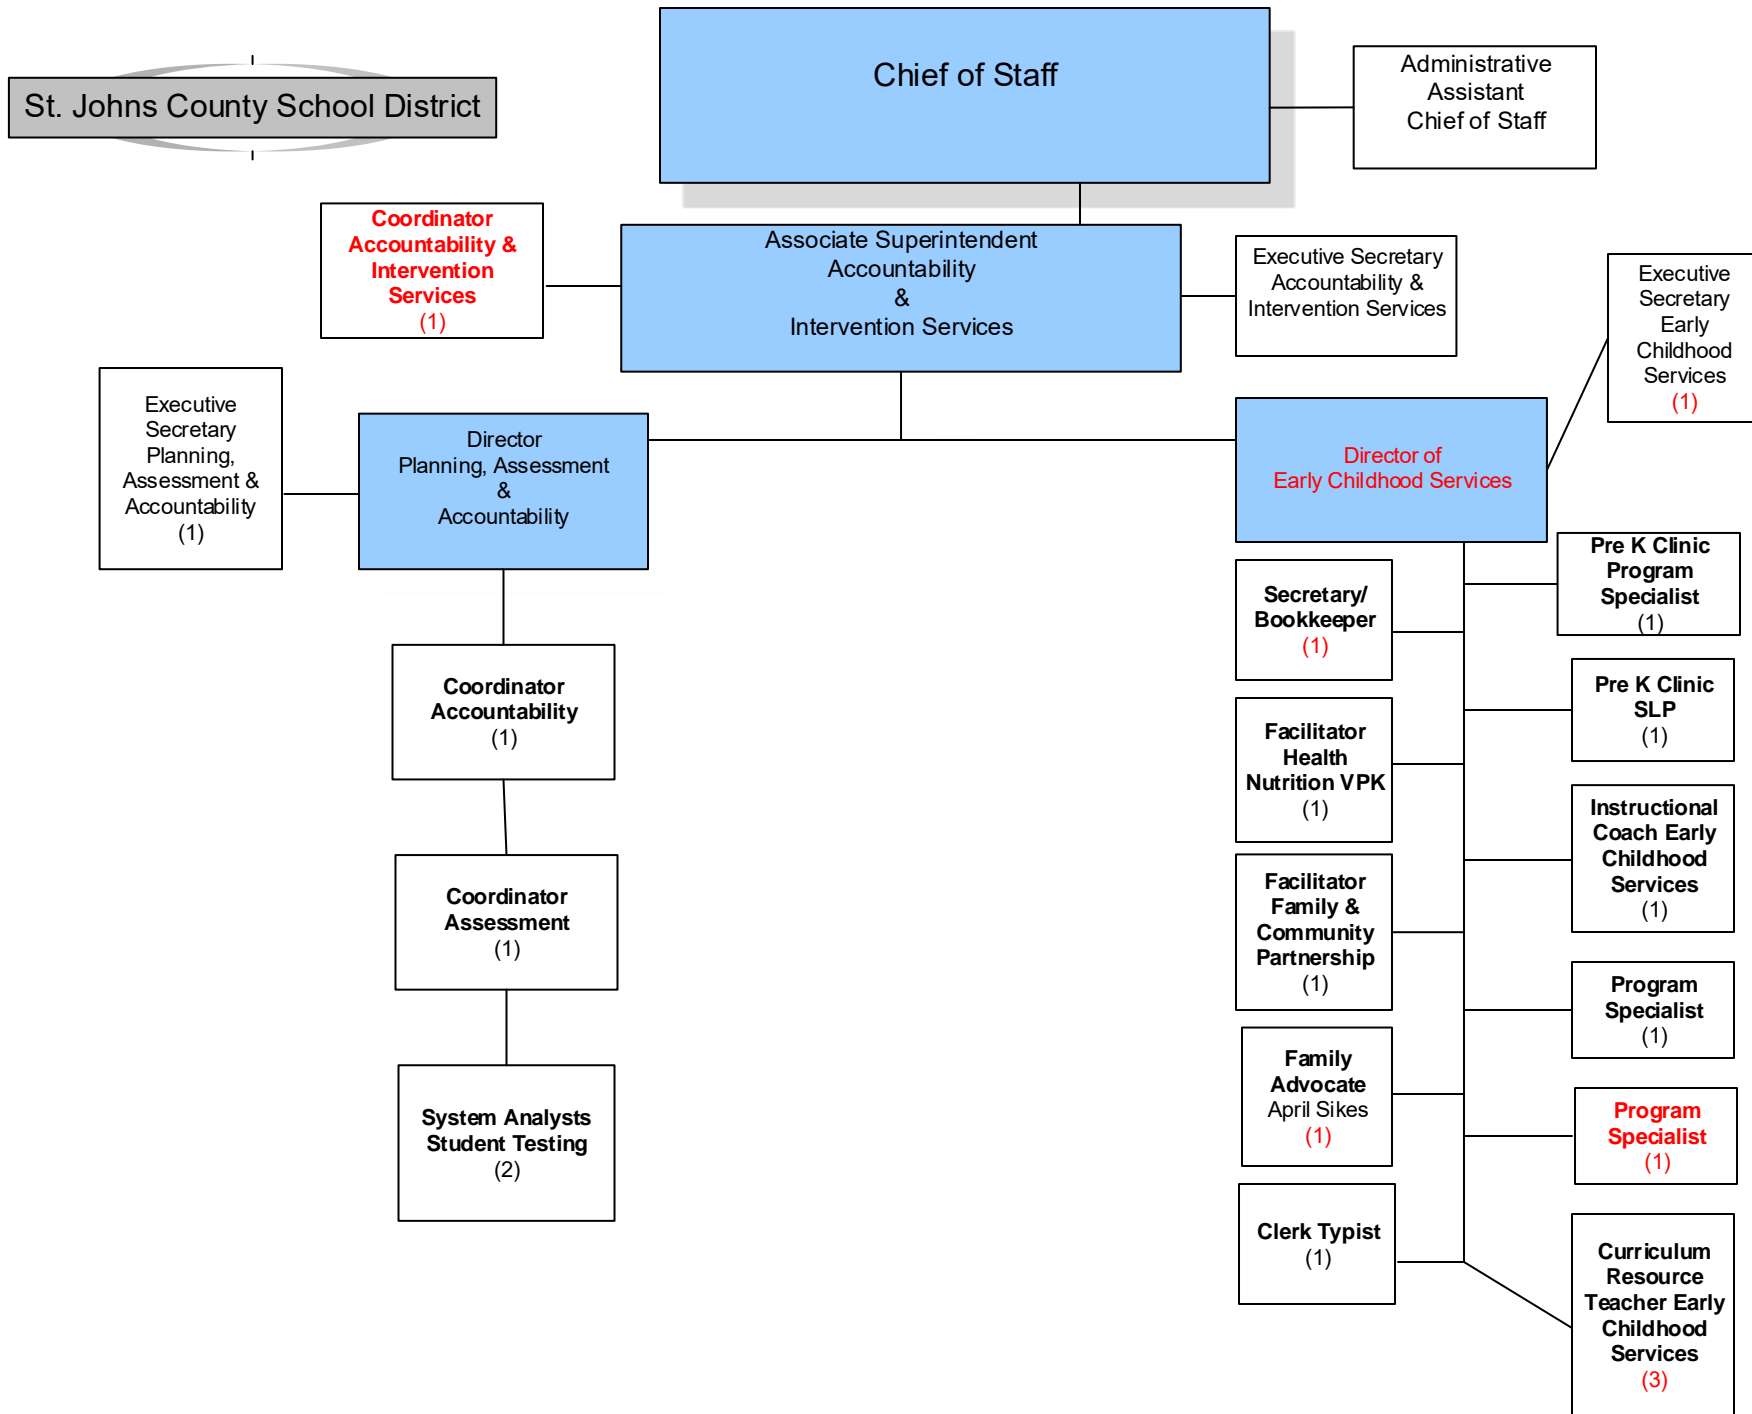 St. Johns County School District
Chief of Staff
Administrative
Assistant
Chief of Staff
Coordinator
Accountability &
Intervention
Services
(1)
Associate Superintendent
Accountability
&
Intervention Services
Executive Secretary
Accountability &
Intervention Services
Executive
Secretary
Early
Childhood
Services
(1)
Executive
Secretary
Planning,
Assessment &
Accountability
(1)
Director
Planning, Assessment
&
Accountability
Director of
Early Childhood Services
Coordinator
Accountability
(1)
Coordinator
Assessment
(1)
System Analysts
Student Testing
(2)
Secretary/
Bookkeeper
(1)
Facilitator
Health
Nutrition VPK
(1)
Facilitator
Family &
Community
Partnership
(1)
Family
Advocate
April Sikes
(1)
Clerk Typist
(1)
Pre K Clinic
Program
Specialist
(1)
Pre K Clinic
SLP
(1)
Instructional
Coach Early
Childhood
Services
(1)
Program
Specialist
(1)
Program
Specialist
(1)
Curriculum
Resource
Teacher Early
Childhood
Services
(3)